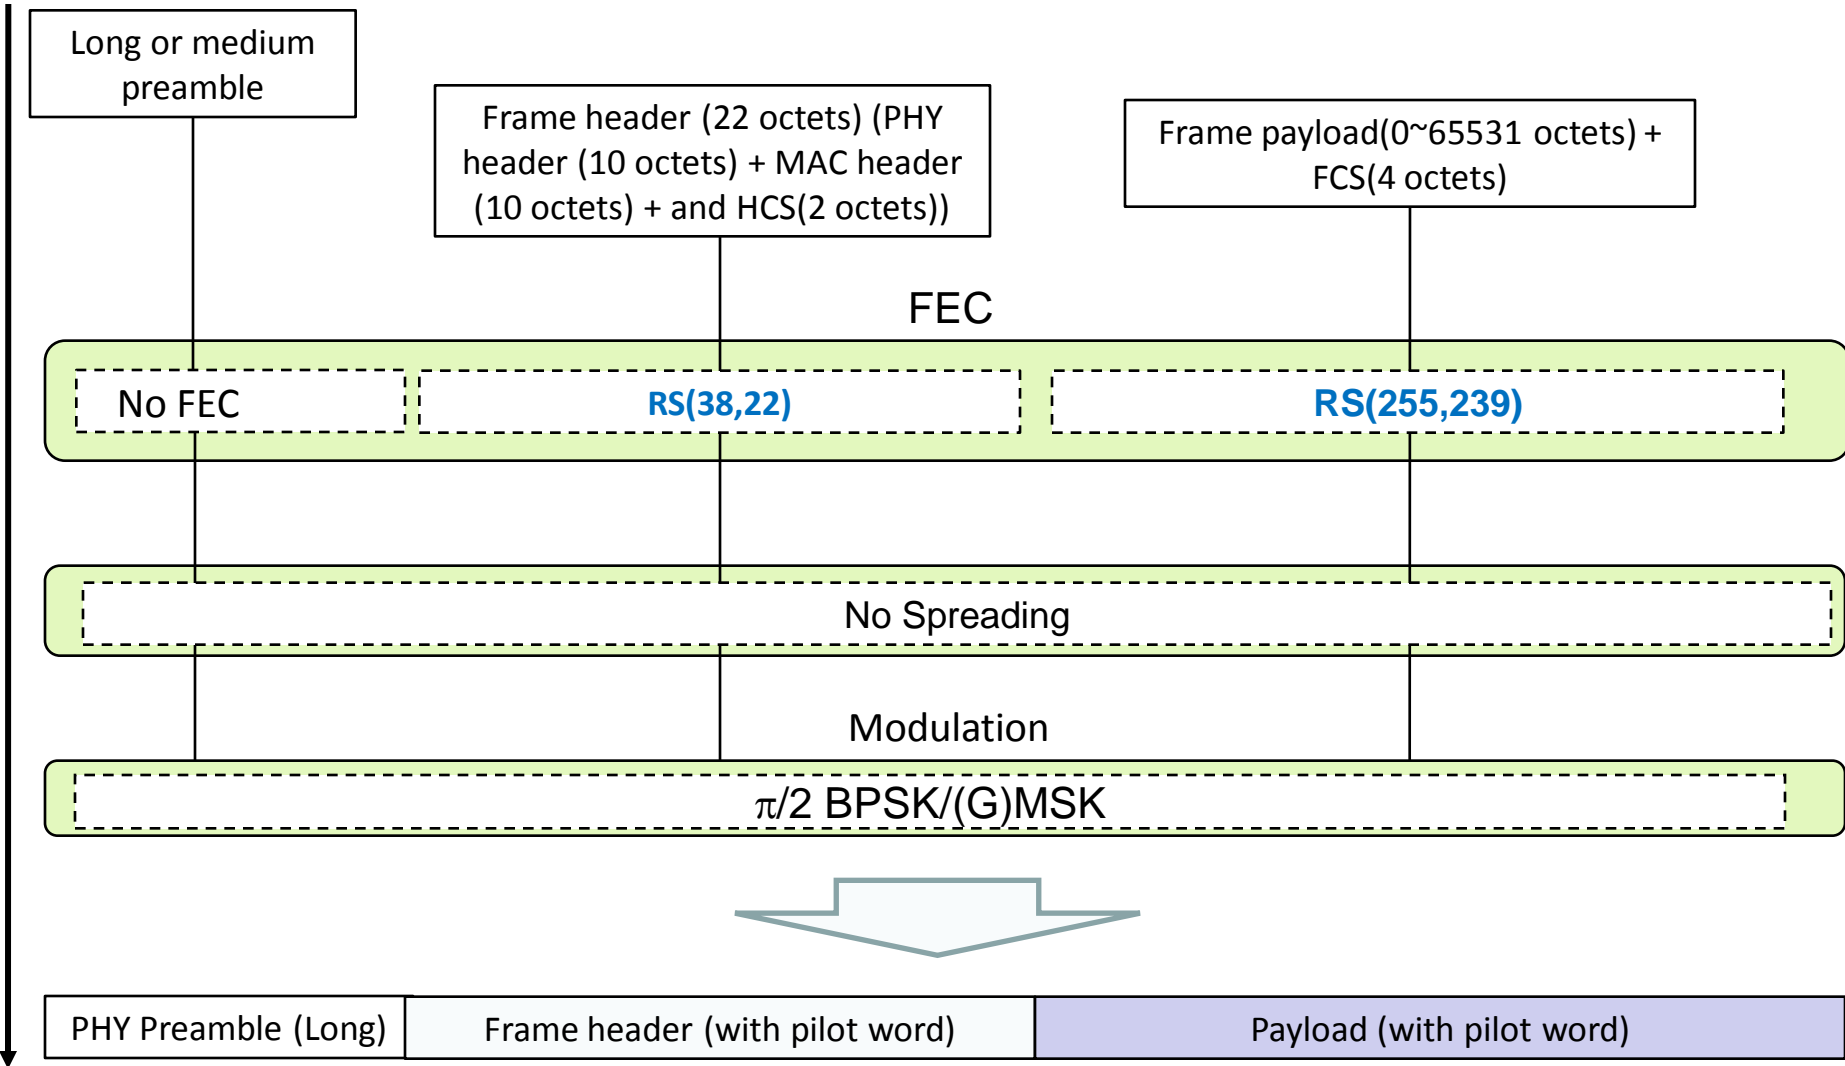 Long or medium
preamble
Frame header (22 octets) (PHY
header (10 octets) + MAC header
(10 octets) + and HCS(2 octets))
Frame payload(0~65531 octets) +
FCS(4 octets)
FEC
No FEC
RS(38,22)
RS(255,239)
No Spreading
Modulation
π/2 BPSK/(G)MSK
PHY Preamble (Long)
Frame header (with pilot word)
Payload (with pilot word)